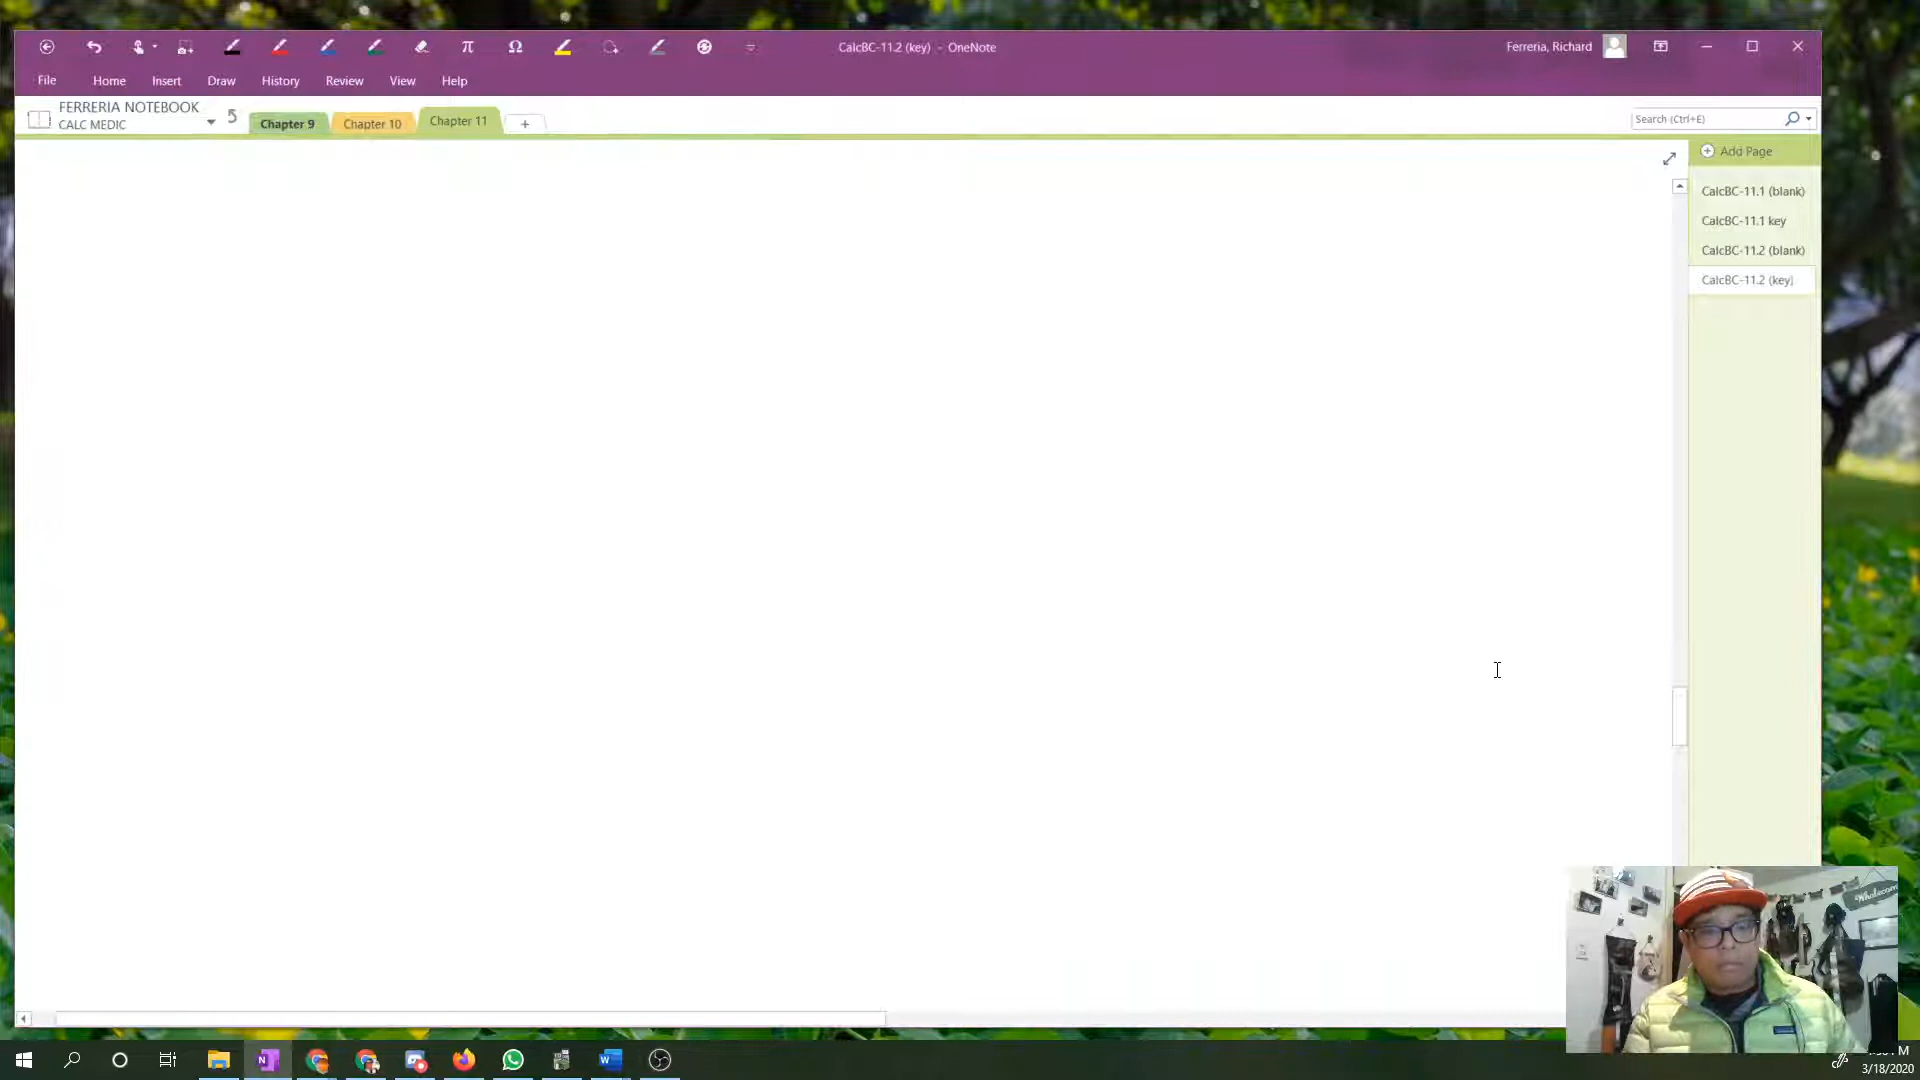 CalcBC-11.2 (key) - OneNote
Ferreria, Richard
File
Home
Insert
Draw
History
Review
View
Help
FERRERIA NOTEBOOK
CALC MEDIC
Chapter 9
Chapter 10
Chapter 11
Search (Ctrl+E)
Add Page
CalcBC-11.1 (blank)
CalcBC-11.1 key
CalcBC-11.2 (blank)
CalcBC-11.2 (key)
3/18/2020